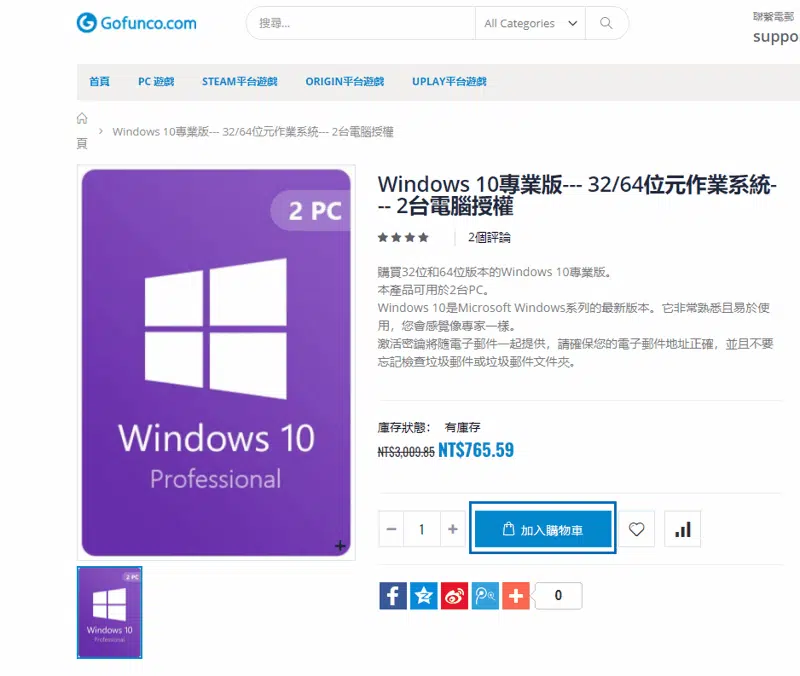 Gofunco.com
搜尋...
All Categories
聯繫電郵
suppo
首頁
PC 遊戲
STEAM平台遊戲
ORIGIN平台遊戲
UPLAY平台遊戲
頁
> Windows 10專業版--- 32/64位元作業系統--- 2台電腦授權
2 PC
Windows 10
Professional
Windows 10專業版--- 32/64位元作業系統-
-- 2台電腦授權
2個評論
購買32位和64位版本的Windows 10專業版。
本產品可用於2台PC。
Windows 10是Microsoft Windows系列的最新版本。它非常熟悉且易於使
用，您會感覺像專家一樣。
激活密鑰將隨電子郵件一起提供，請確保您的電子郵件地址正確，並且不要
忘記檢查垃圾郵件或垃圾郵件文件夾。
庫存狀態： 有庫存
NT$3,009.85 NT$765.59
− 1 +
加入購物車
0
2 PC
Windows 10
Professional